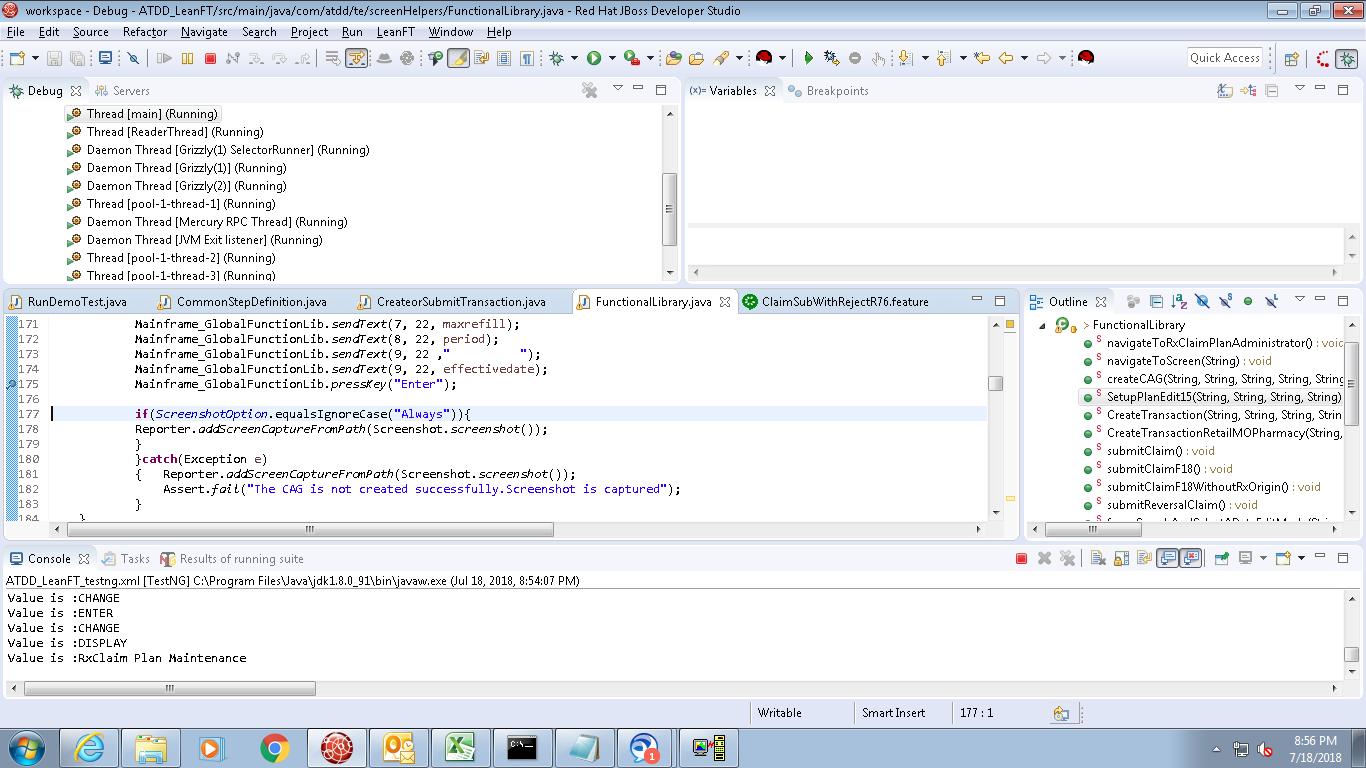 workspace - Debug - ATDD_LeanFT/src/main/java/com/atdd/te/screenHelpers/FunctionalLibrary.java - Red Hat JBoss Developer Studio
File Edit Source Refactor Navigate Search Project Run LeanFT Window Help
Quick Access
Debug Servers
Thread [main] (Running)
Thread [ReaderThread] (Running)
Daemon Thread [Grizzly(1) SelectorRunner] (Running)
Daemon Thread [Grizzly(1)] (Running)
Daemon Thread [Grizzly(2)] (Running)
Thread [pool-1-thread-1] (Running)
Daemon Thread [Mercury RPC Thread] (Running)
Daemon Thread [JVM Exit listener] (Running)
Thread [pool-1-thread-2] (Running)
Thread [pool-1-thread-3] (Running)
(x)= Variables Breakpoints
RunDemoTest.java CommonStepDefinition.java CreateorSubmitTransaction.java FunctionalLibrary.java ClaimSubWithRejectR76.feature
171 Mainframe_GlobalFunctionLib.sendText(7, 22, maxrefill);
172 Mainframe_GlobalFunctionLib.sendText(8, 22, period);
173 Mainframe_GlobalFunctionLib.sendText(9, 22 ,"          ");
174 Mainframe_GlobalFunctionLib.sendText(9, 22, effectivedate);
175 Mainframe_GlobalFunctionLib.pressKey("Enter");
176
177 if(ScreenshotOption.equalsIgnoreCase("Always")){
178 Reporter.addScreenCaptureFromPath(Screenshot.screenshot());
179 }
180 }catch(Exception e)
181 {   Reporter.addScreenCaptureFromPath(Screenshot.screenshot());
182 Assert.fail("The CAG is not created successfully.Screenshot is captured");
183 }
184 }
Outline
> FunctionalLibrary
navigateToRxClaimPlanAdministrator() : void
navigateToScreen(String) : void
createCAG(String, String, String, String, String
SetupPlanEdit15(String, String, String, String)
CreateTransaction(String, String, String, Strin
CreateTransactionRetailMOPharmacy(String,
submitClaim() : void
submitClaimF18() : void
submitClaimF18WithoutRxOrigin() : void
submitReversalClaim() : void
Console Tasks Results of running suite
ATDD_LeanFT_testng.xml [TestNG] C:\Program Files\Java\jdk1.8.0_91\bin\javaw.exe (Jul 18, 2018, 8:54:07 PM)
Value is :CHANGE
Value is :ENTER
Value is :CHANGE
Value is :DISPLAY
Value is :RxClaim Plan Maintenance
Writable Smart Insert 177 : 1
1
8:56 PM
7/18/2018